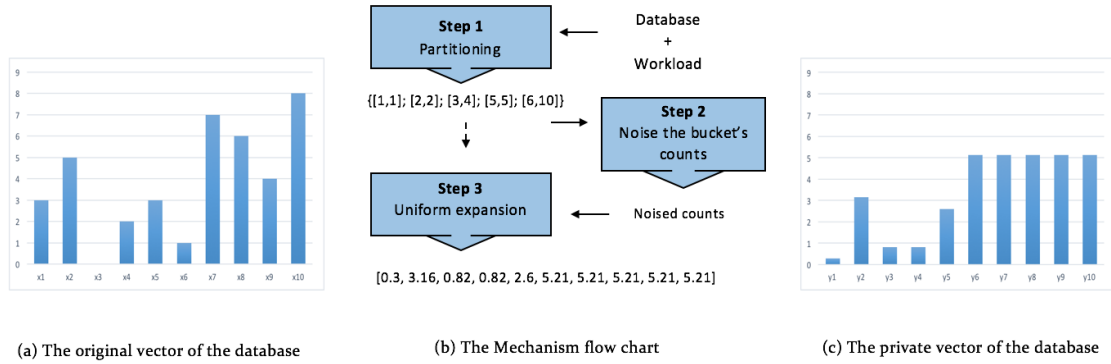 9
8
7
6
5
4
3
2
1
0
x1 x2 x3 x4 x5 x6 x7 x8 x9 x10
(a) The original vector of the database
Step 1
Partitioning
Database
+
Workload
{[1,1]; [2,2]; [3,4]; [5,5]; [6,10]}
Step 2
Noise the bucket's
counts
Step 3
Uniform expansion
Noised counts
[0.3, 3.16, 0.82, 0.82, 2.6, 5.21, 5.21, 5.21, 5.21, 5.21]
(b) The Mechanism flow chart
9
8
7
6
5
4
3
2
1
0
y1 y2 y3 y4 y5 y6 y7 y8 y9 y10
(c) The private vector of the database